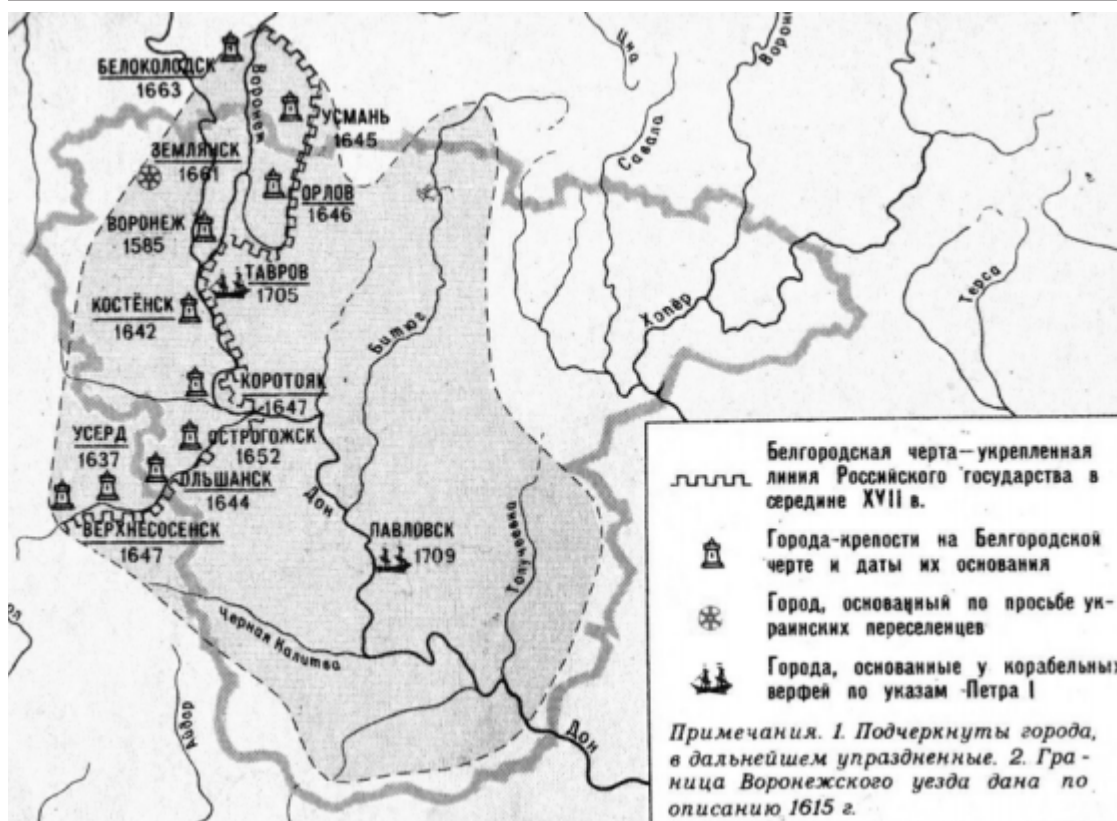 Цна
Ворон
БЕЛОКОЛОДСК
1663
Воронеж
УСМАНЬ
1645
Савала
ЗЕМЛЯНСК
1661
ОРЛОВ
1646
ВОРОНЕЖ
1585
ТАВРОВ
1705
Терса
КОСТЁНСК
1642
Хопёр
Битюг
КОРОТОЯК
1647
УСЕРД
1637
ОСТРОГОЖСК
1652
ОЛЬШАНСК
1644
Дон
ВЕРХНЕСОСЕНСК
1647
ПАВЛОВСК
1709
Толучеевка
Черная Калитва
Айдар
Дон
Белгородская черта—укрепленная
линия Российского государства в
середине XVII в.
Города-крепости на Белгородской
черте и даты их основания
Город, основанный по просьбе ук-
раинских переселенцев
Города, основанные у корабельных
верфей по указам Петра I
Примечания. 1. Подчеркнуты города,
в дальнейшем упраздненные. 2. Гра-
ница Воронежского уезда дана по
описанию 1615 г.